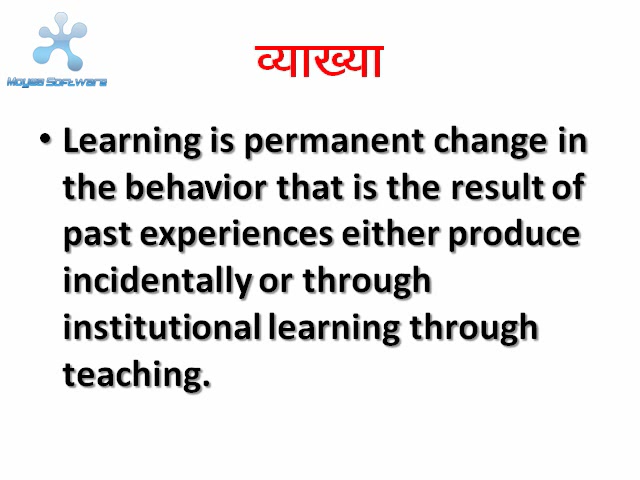 Moyea Software
व्याख्या
• Learning is permanent change in
the behavior that is the result of
past experiences either produce
incidentally or through
institutional learning through
teaching.